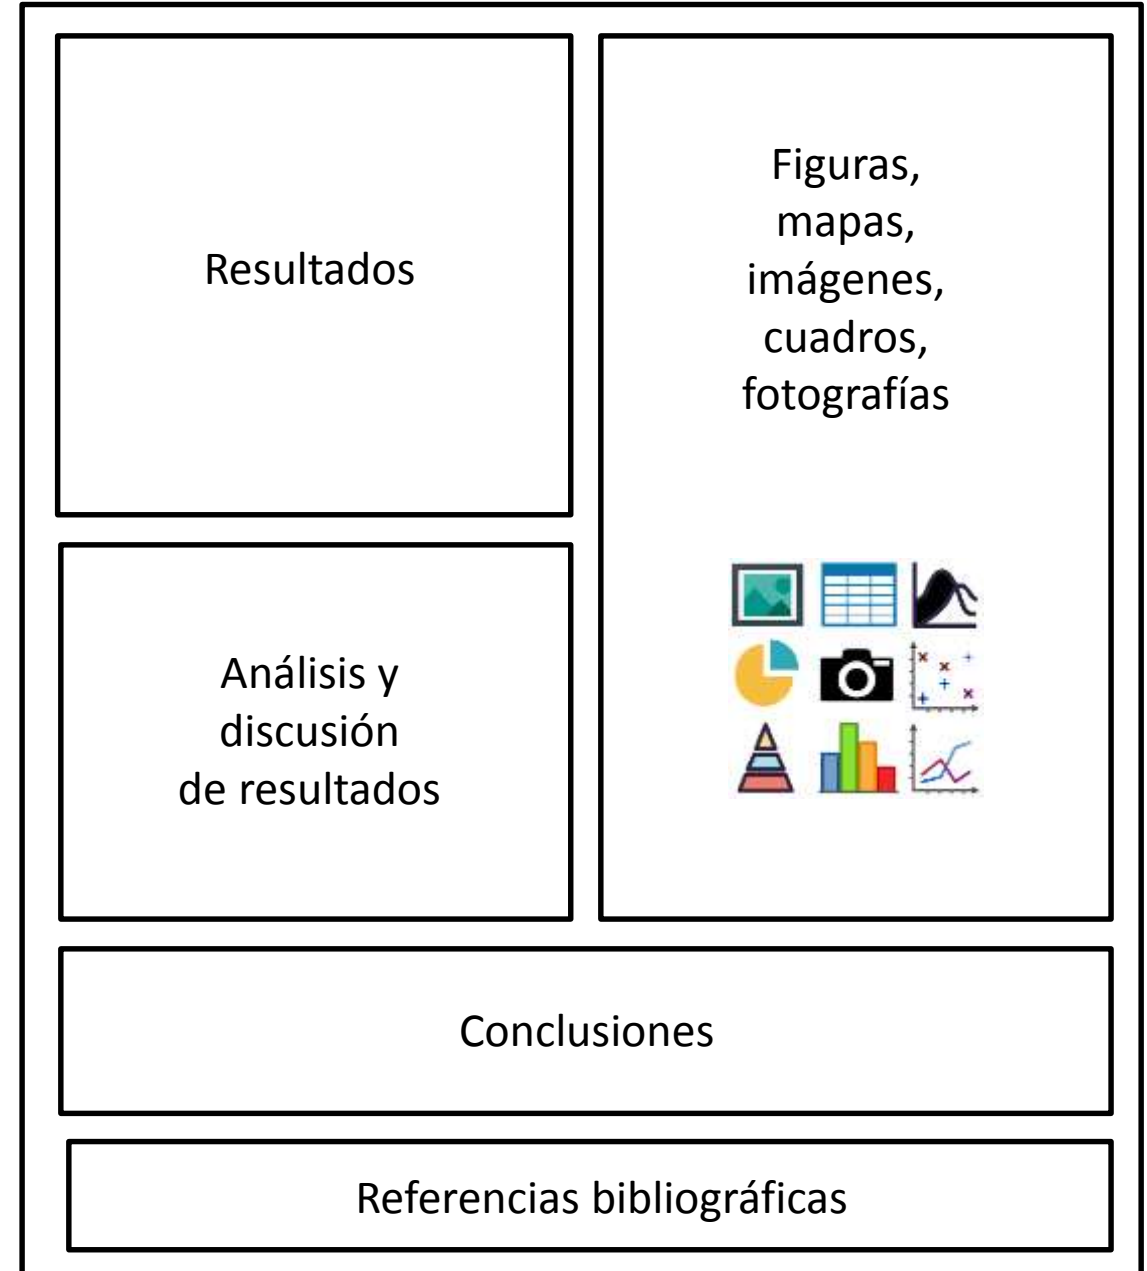 Resultados
Figuras,
mapas,
imágenes,
cuadros,
fotografías
Análisis y
discusión
de resultados
Conclusiones
Referencias bibliográficas